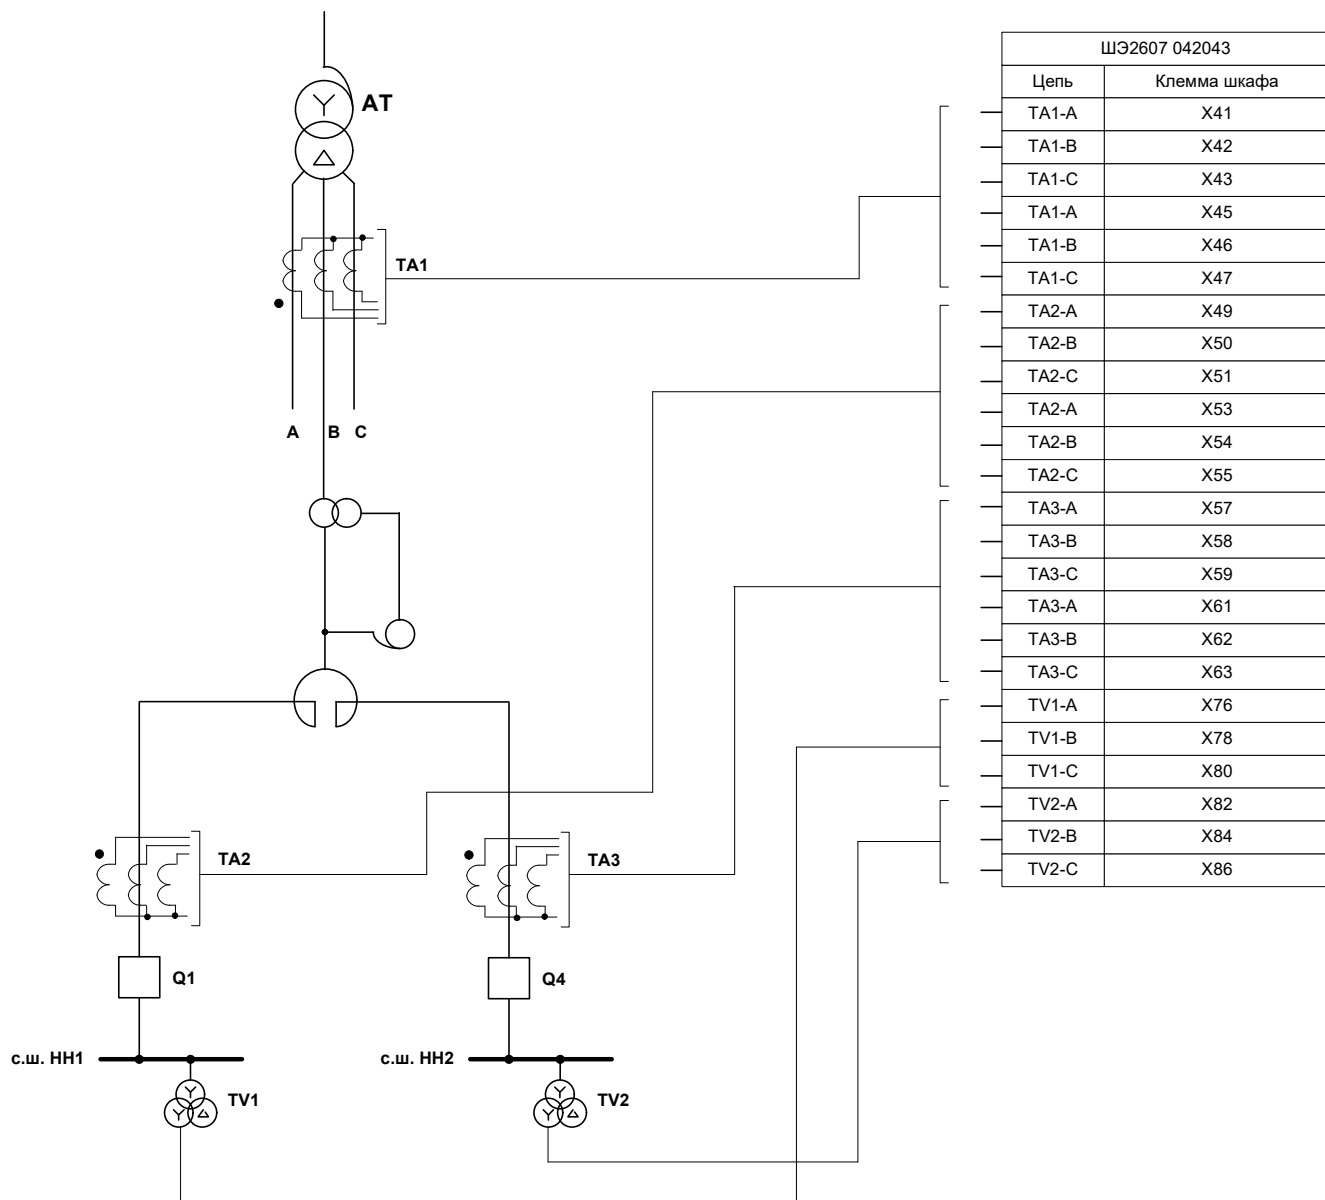 ШЭ2607 042043
Цепь Клемма шкафа
TA1-A X41
TA1-B X42
TA1-C X43
TA1-A X45
TA1-B X46
TA1-C X47
TA2-A X49
TA2-B X50
TA2-C X51
TA2-A X53
TA2-B X54
TA2-C X55
TA3-A X57
TA3-B X58
TA3-C X59
TA3-A X61
TA3-B X62
TA3-C X63
TV1-A X76
TV1-B X78
TV1-C X80
TV2-A X82
TV2-B X84
TV2-C X86
АТ
TA1
A B C
TA2
TA3
Q1
Q4
с.ш. НН1
с.ш. НН2
TV1
TV2